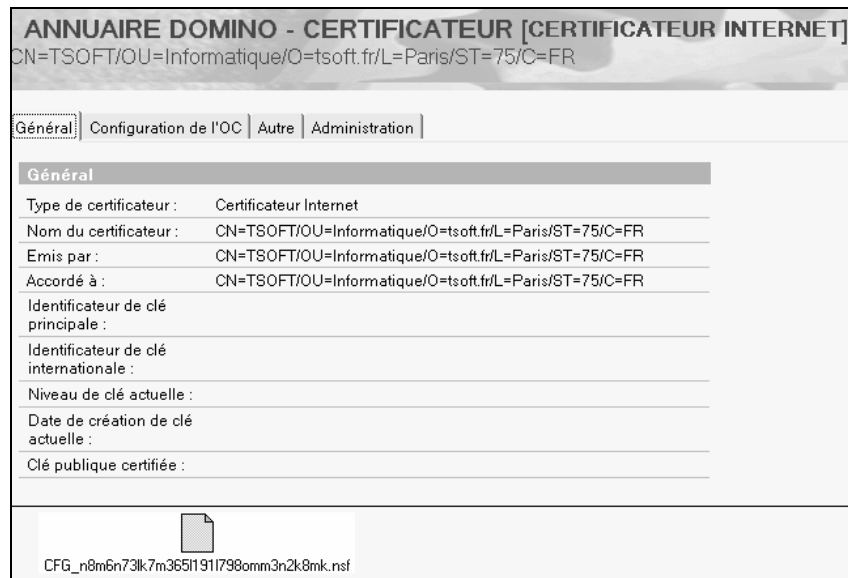 ANNUAIRE DOMINO - CERTIFICATEUR [CERTIFICATEUR INTERNET]
CN=TSOFT/OU=Informatique/O=tsoft.fr/L=Paris/ST=75/C=FR
Général Configuration de l'OC Autre Administration
Général
Type de certificateur : Certificateur Internet
Nom du certificateur : CN=TSOFT/OU=Informatique/O=tsoft.fr/L=Paris/ST=75/C=FR
Emis par : CN=TSOFT/OU=Informatique/O=tsoft.fr/L=Paris/ST=75/C=FR
Accordé à : CN=TSOFT/OU=Informatique/O=tsoft.fr/L=Paris/ST=75/C=FR
Identificateur de clé
principale :
Identificateur de clé
internationale :
Niveau de clé actuelle :
Date de création de clé
actuelle :
Clé publique certifiée :
CFG_n8m6n73lk7m365l191l798omm3n2k8mk.nsf